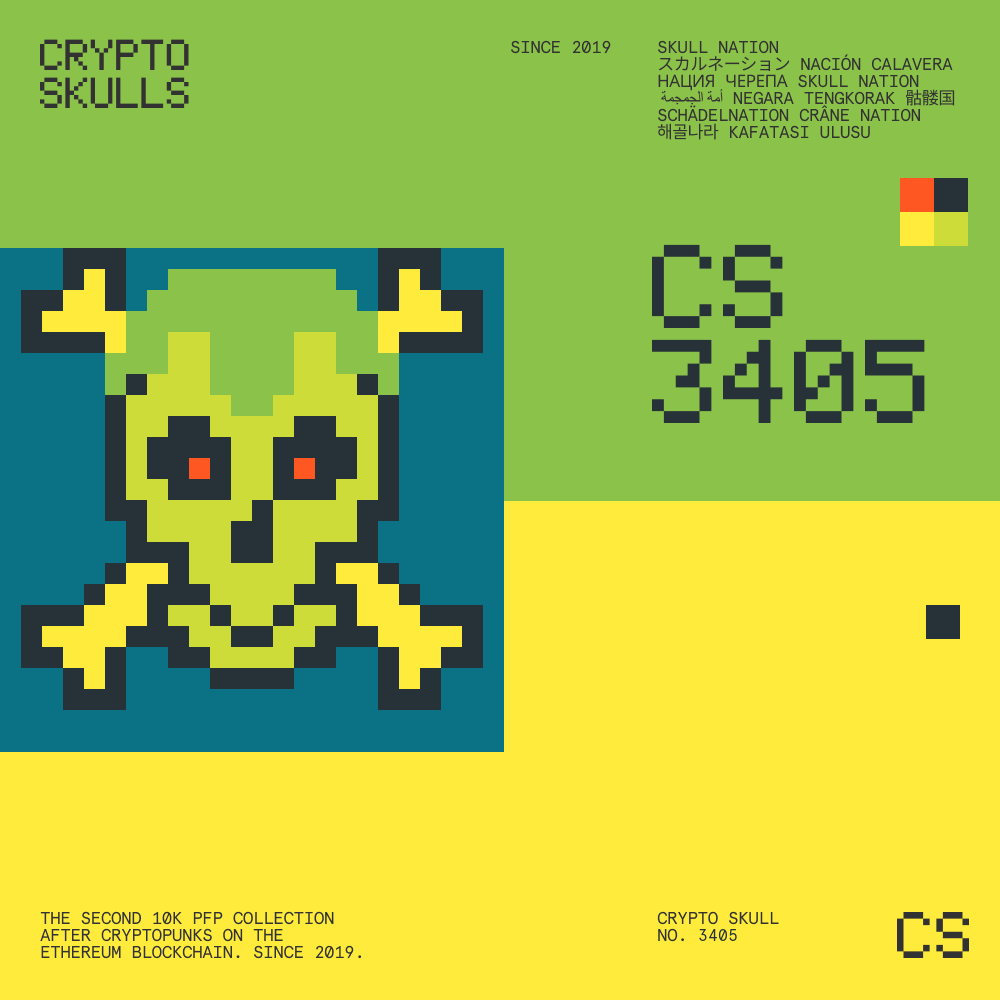 CRYPTO
SKULLS
SINCE 2019
SKULL NATION
スカルネーション NACIÓN CALAVERA
НАЦИЯ ЧЕРЕПА SKULL NATION
أمة الجمجمة NEGARA TENGKORAK 骷髅国
SCHÄDELNATION CRÂNE NATION
해골나라 KAFATASI ULUSU
CS
3405
THE SECOND 10K PFP COLLECTION
AFTER CRYPTOPUNKS ON THE
ETHEREUM BLOCKCHAIN. SINCE 2019.
CRYPTO SKULL
NO. 3405
CS